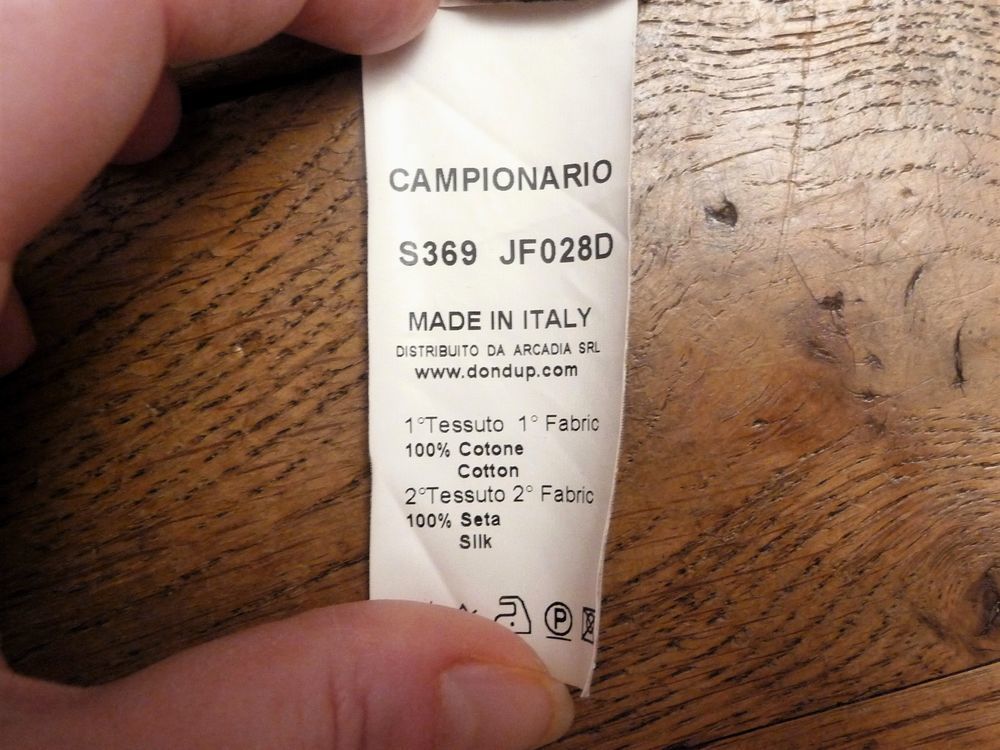 CAMPIONARIO
S369 JF028D
MADE IN ITALY
DISTRIBUITO DA ARCADIA SRL
www.dondup.com
1°Tessuto 1° Fabric
100% Cotone
Cotton
2°Tessuto 2° Fabric
100% Seta
Silk
P